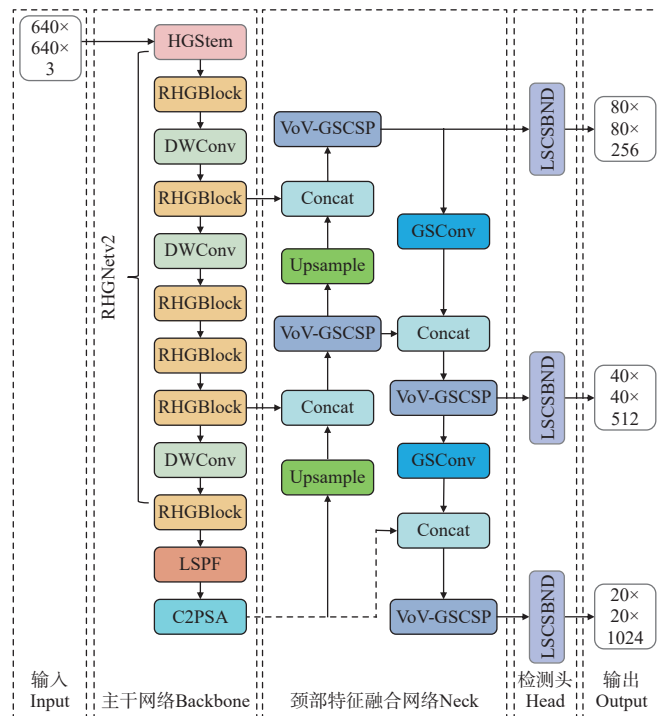 640×
640×
3
HGStem
RHGBlock
DWConv
RHGBlock
DWConv
RHGBlock
RHGBlock
RHGBlock
DWConv
RHGBlock
LSPF
C2PSA
RHGNetv2
VoV-GSCSP
Concat
Upsample
VoV-GSCSP
Concat
Upsample
GSConv
Concat
VoV-GSCSP
GSConv
Concat
VoV-GSCSP
LSCSBND
LSCSBND
LSCSBND
80×
80×
256
40×
40×
512
20×
20×
1024
输入
Input
主干网络Backbone
颈部特征融合网络Neck
检测头
Head
输出
Output